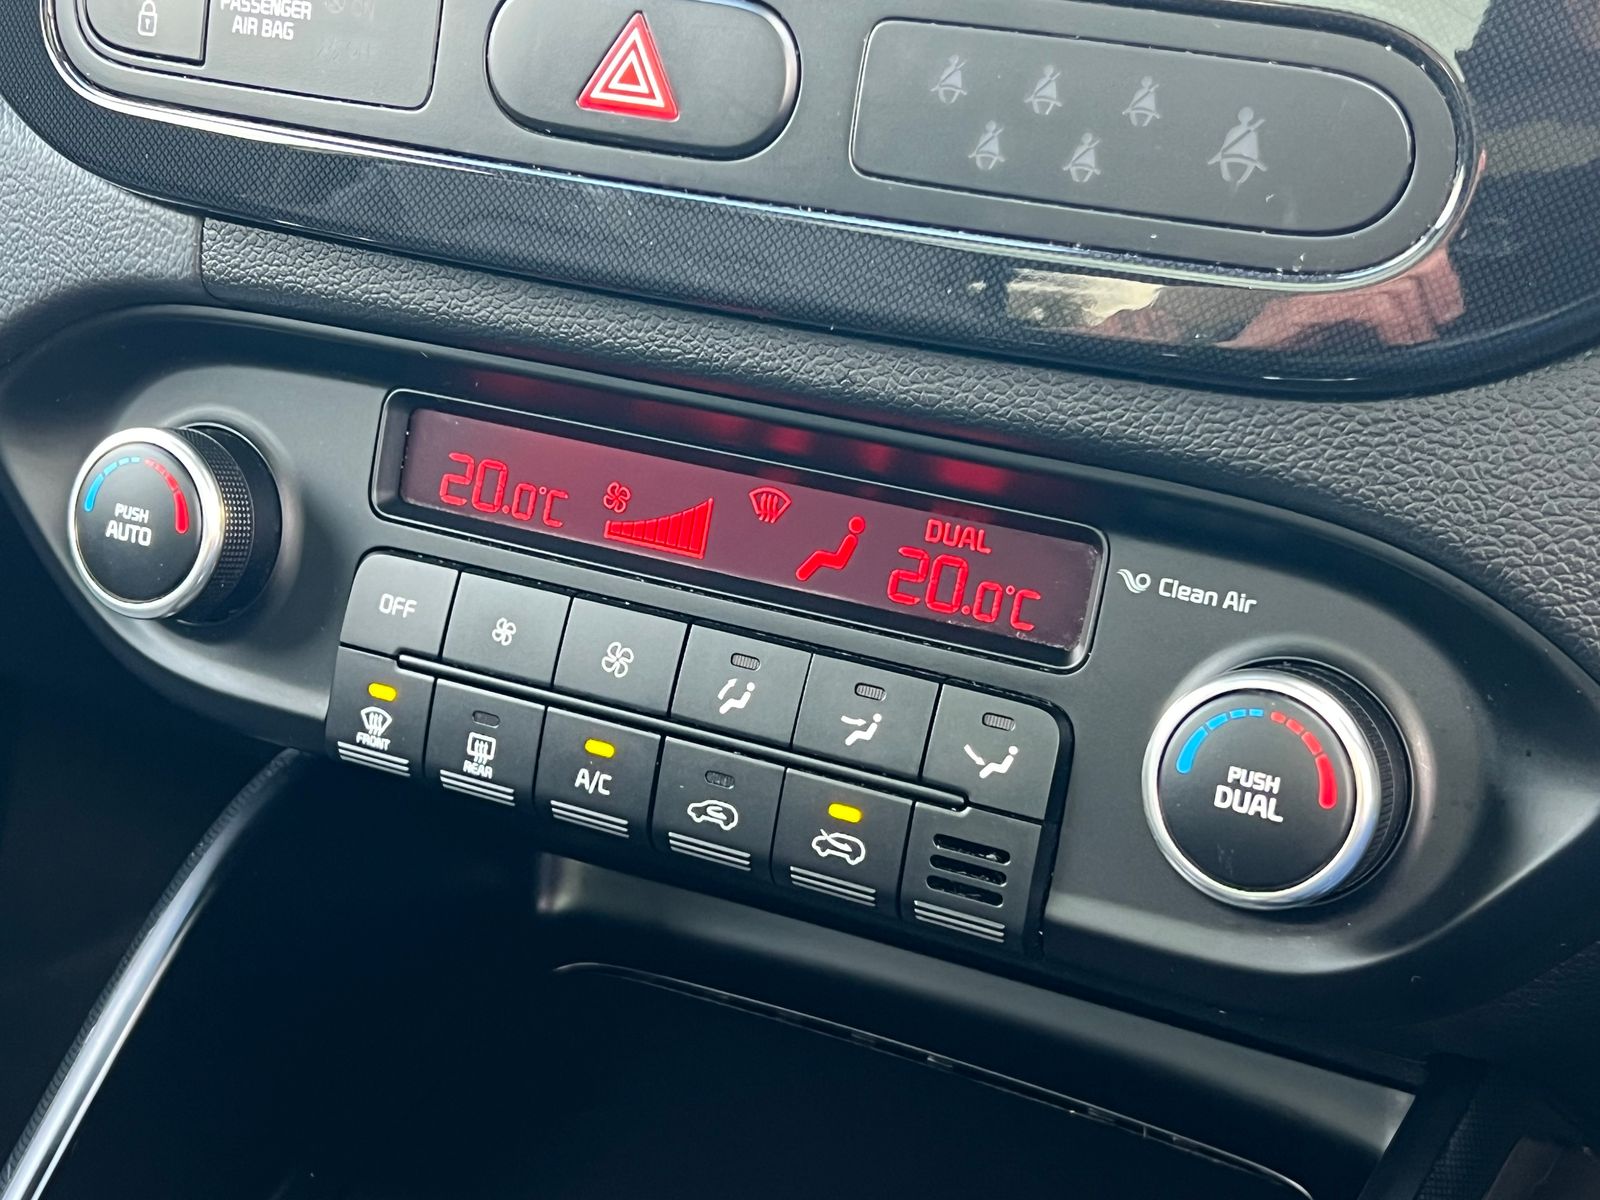 PASSENGER
AIR BAG
20.0°C
DUAL
20.0°C
PUSH
AUTO
Clean Air
OFF
FRONT
REAR
A/C
PUSH
DUAL